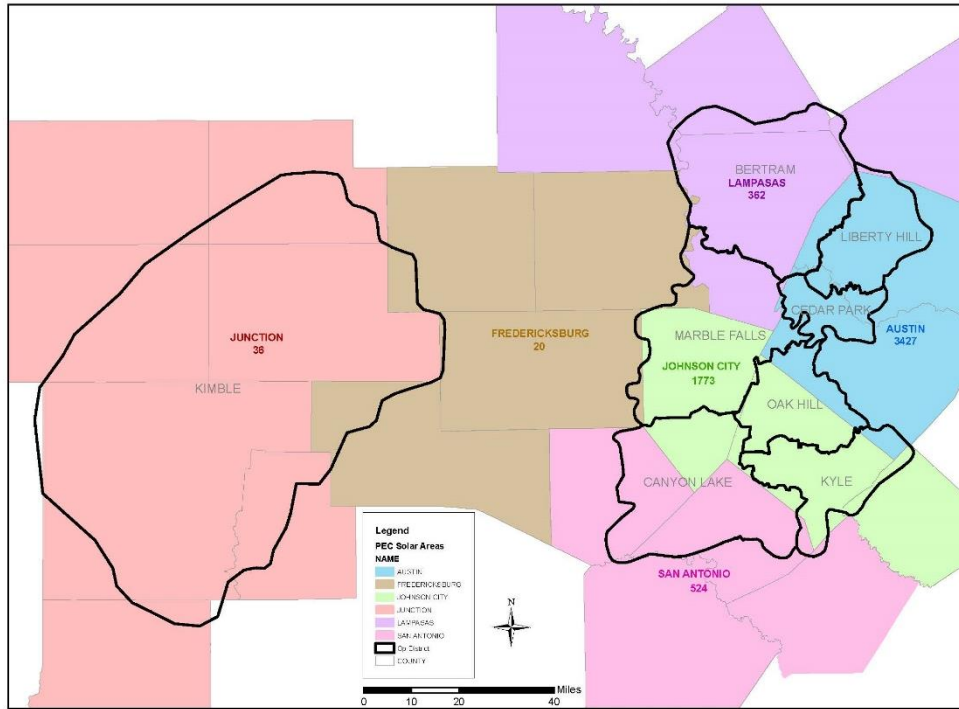 BERTRAM
LAMPASAS
362
LIBERTY HILL
CEDAR PARK
AUSTIN
3427
JUNCTION
36
KIMBLE
FREDERICKSBURG
20
MARBLE FALLS
JOHNSON CITY
1773
OAK HILL
CANYON LAKE
KYLE
SAN ANTONIO
524
Legend
PEC Solar Areas
NAME
AUSTIN
FREDERICKSBURG
JOHNSON CITY
JUNCTION
LAMPASAS
SAN ANTONIO
Op District
COUNTY
N
Miles
0 10 20 40